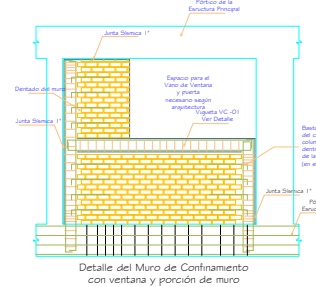 Pórtico de la
Estructura Principal
Junta Sísmica 1"
Dentado del muro
Espacio para el
Vano de Ventana
y puerta
necesario según
arquitectura
Vigueta VC -01
Ver Detalle
Junta Sísmica 1"
Junta Sísmica 1"
Detalle del Muro de Confinamiento
con ventana y porción de muro